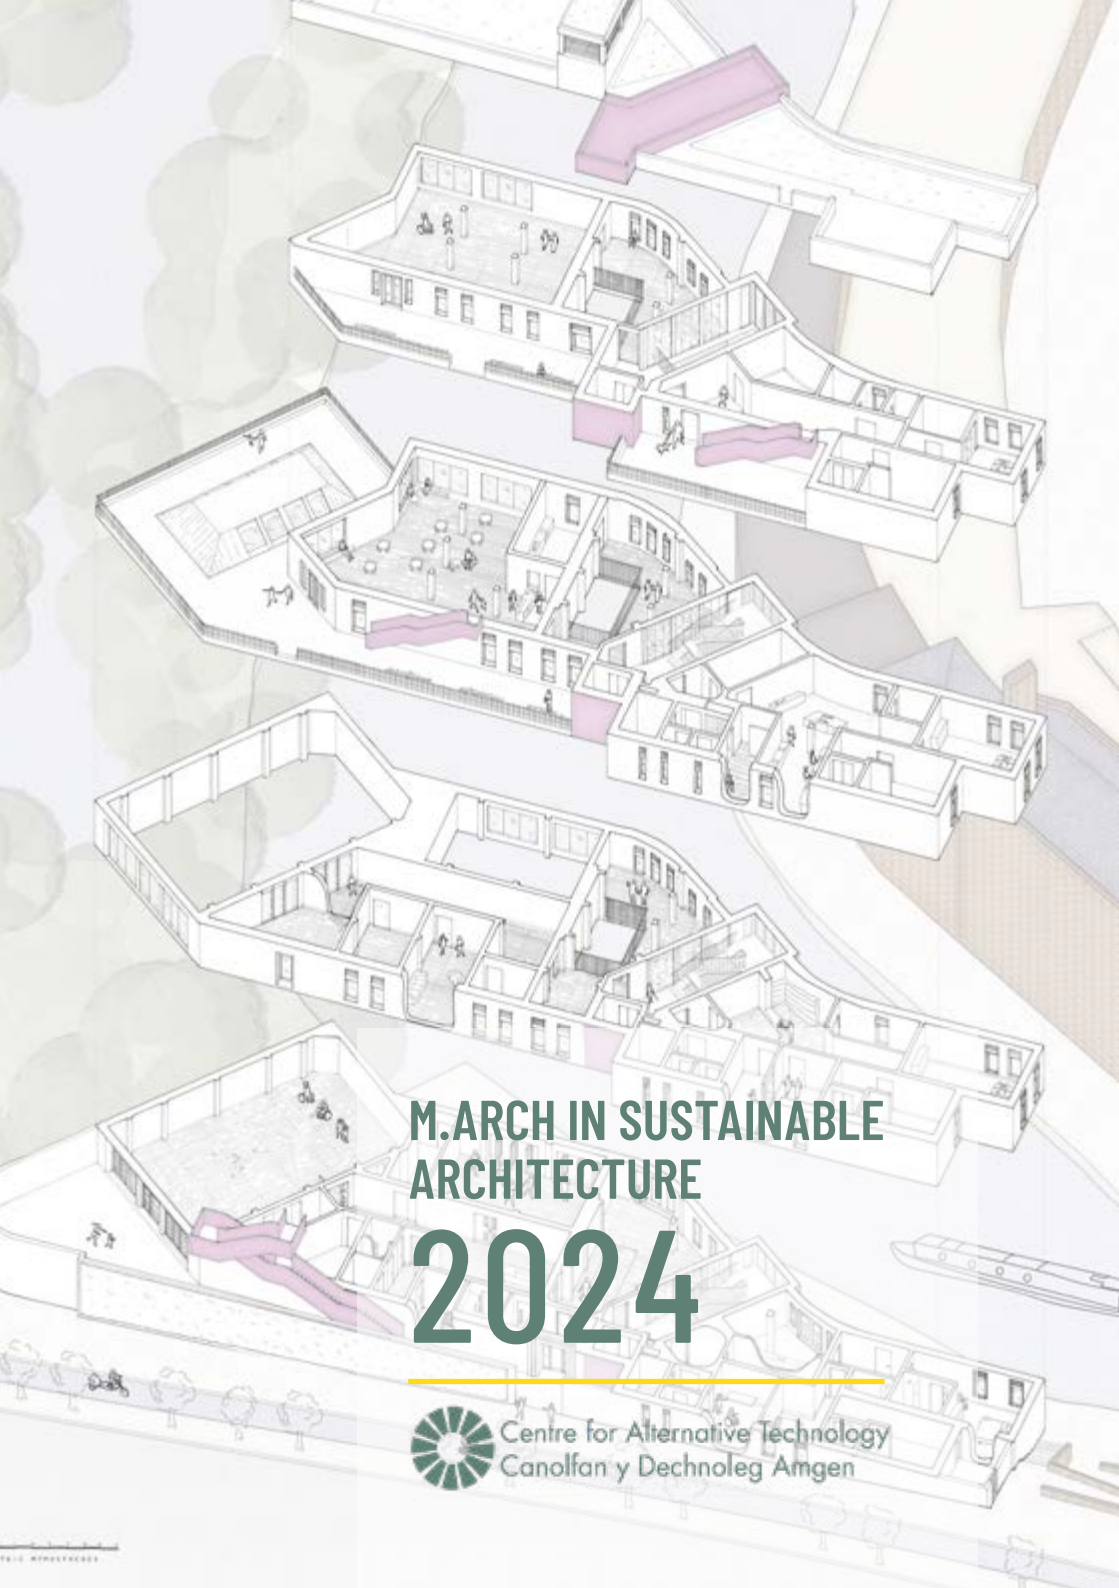 M.ARCH IN SUSTAINABLE
ARCHITECTURE
2024
Centre for Alternative Technology
Canolfan y Dechnoleg Amgen